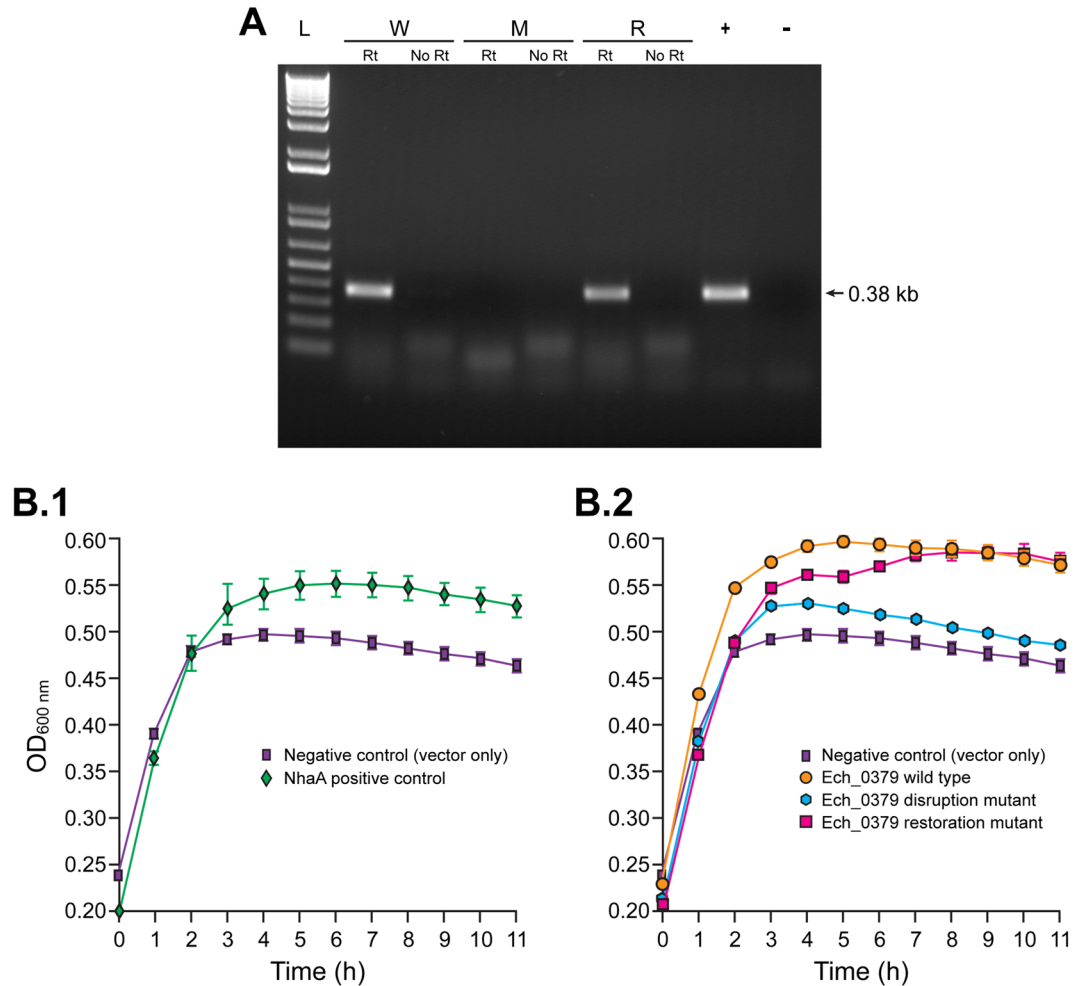 A
L W M R + -
Rt No Rt Rt No Rt Rt No Rt
0.38 kb
B.1
0.60
0.55
0.50
0.45
0.40
0.35
0.30
0.25
0.20
OD600 nm
Negative control (vector only)
NhaA positive control
0 1 2 3 4 5 6 7 8 9 10 11
Time (h)
B.2
0.60
0.55
0.50
0.45
0.40
0.35
0.30
0.25
0.20
Negative control (vector only)
Ech_0379 wild type
Ech_0379 disruption mutant
Ech_0379 restoration mutant
0 1 2 3 4 5 6 7 8 9 10 11
Time (h)